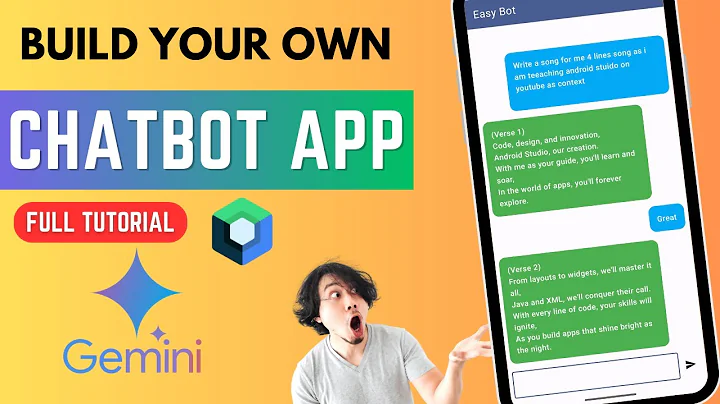 BUILD YOUR OWN
CHATBOT APP
FULL TUTORIAL
Gemini
Easy Bot
Write a song for me 4 lines song as i
am teeaching android stuido on
youtube as context
(Verse 1)
Code, design, and innovation,
Android Studio, our creation.
With me as your guide, you'll learn and
soar,
In the world of apps, you'll forever
explore.
Great
(Verse 2)
From layouts to widgets, we'll master it
all,
Java and XML, we'll conquer their call.
With every line of code, your skills will
ignite,
As you build apps that shine bright as
the night.